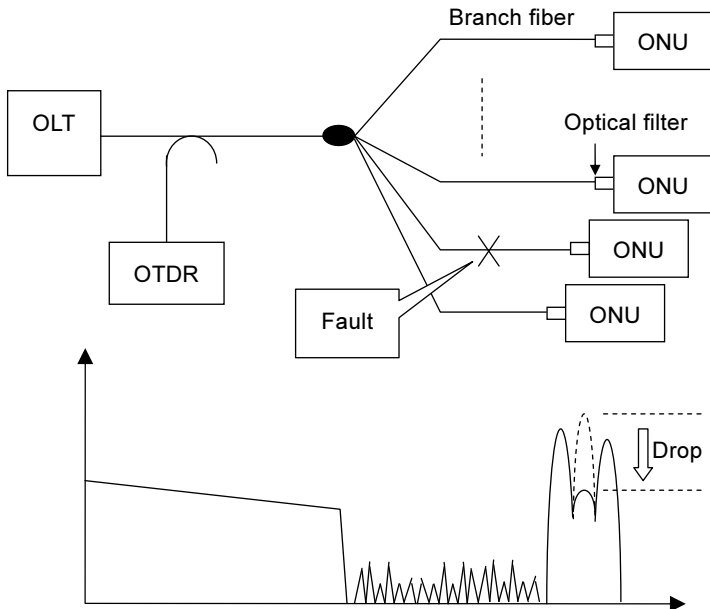 Branch fiber
ONU
OLT
Optical filter
ONU
OTDR
ONU
Fault
ONU
Drop